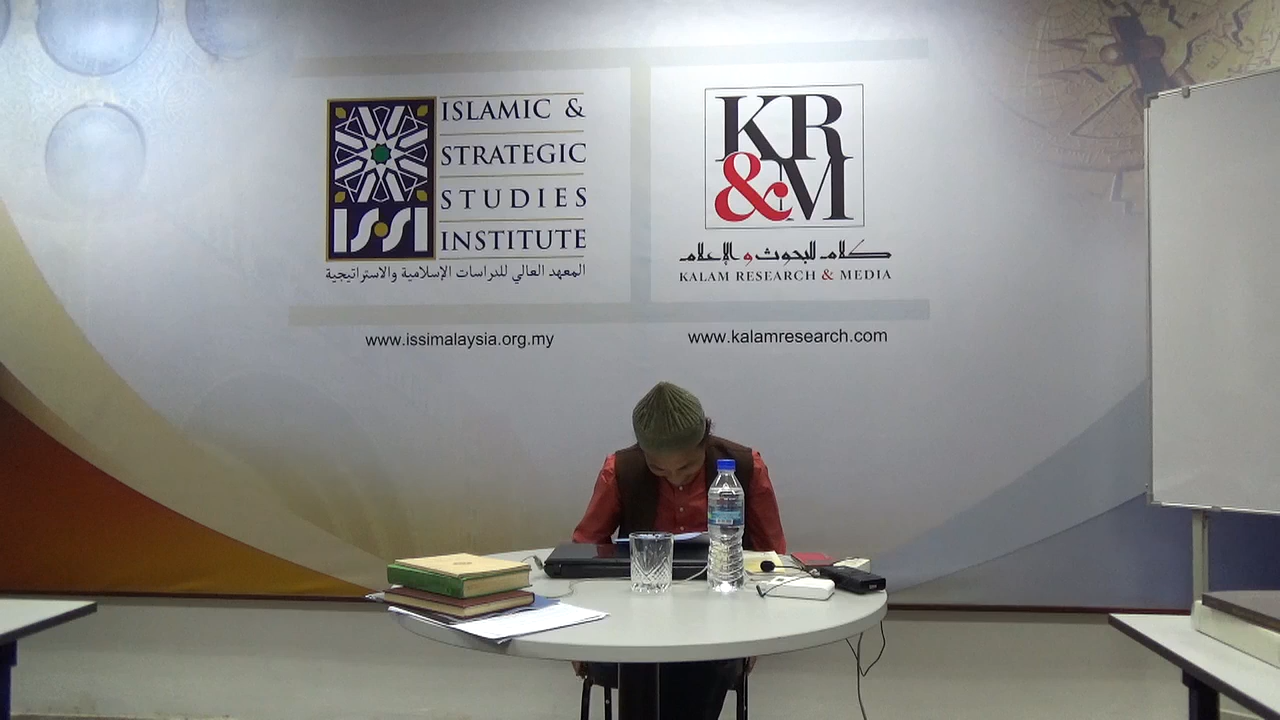 ISLAMIC &
STRATEGIC
STUDIES
INSTITUTE
ISSI
المعهد العالي للدراسات الإسلامية والاستراتيجية
www.issimalaysia.org.my
KR
&M
كلام للبحوث والإعلام
KALAM RESEARCH & MEDIA
www.kalamresearch.com